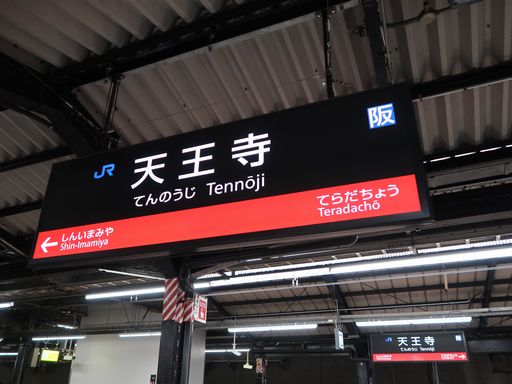 阪
JR 天王寺
てんのうじ Tennōji
てらだちょう
Teradachō
しんいまみや
Shin-Imamiya
天王寺
てんのうじ Tennōji